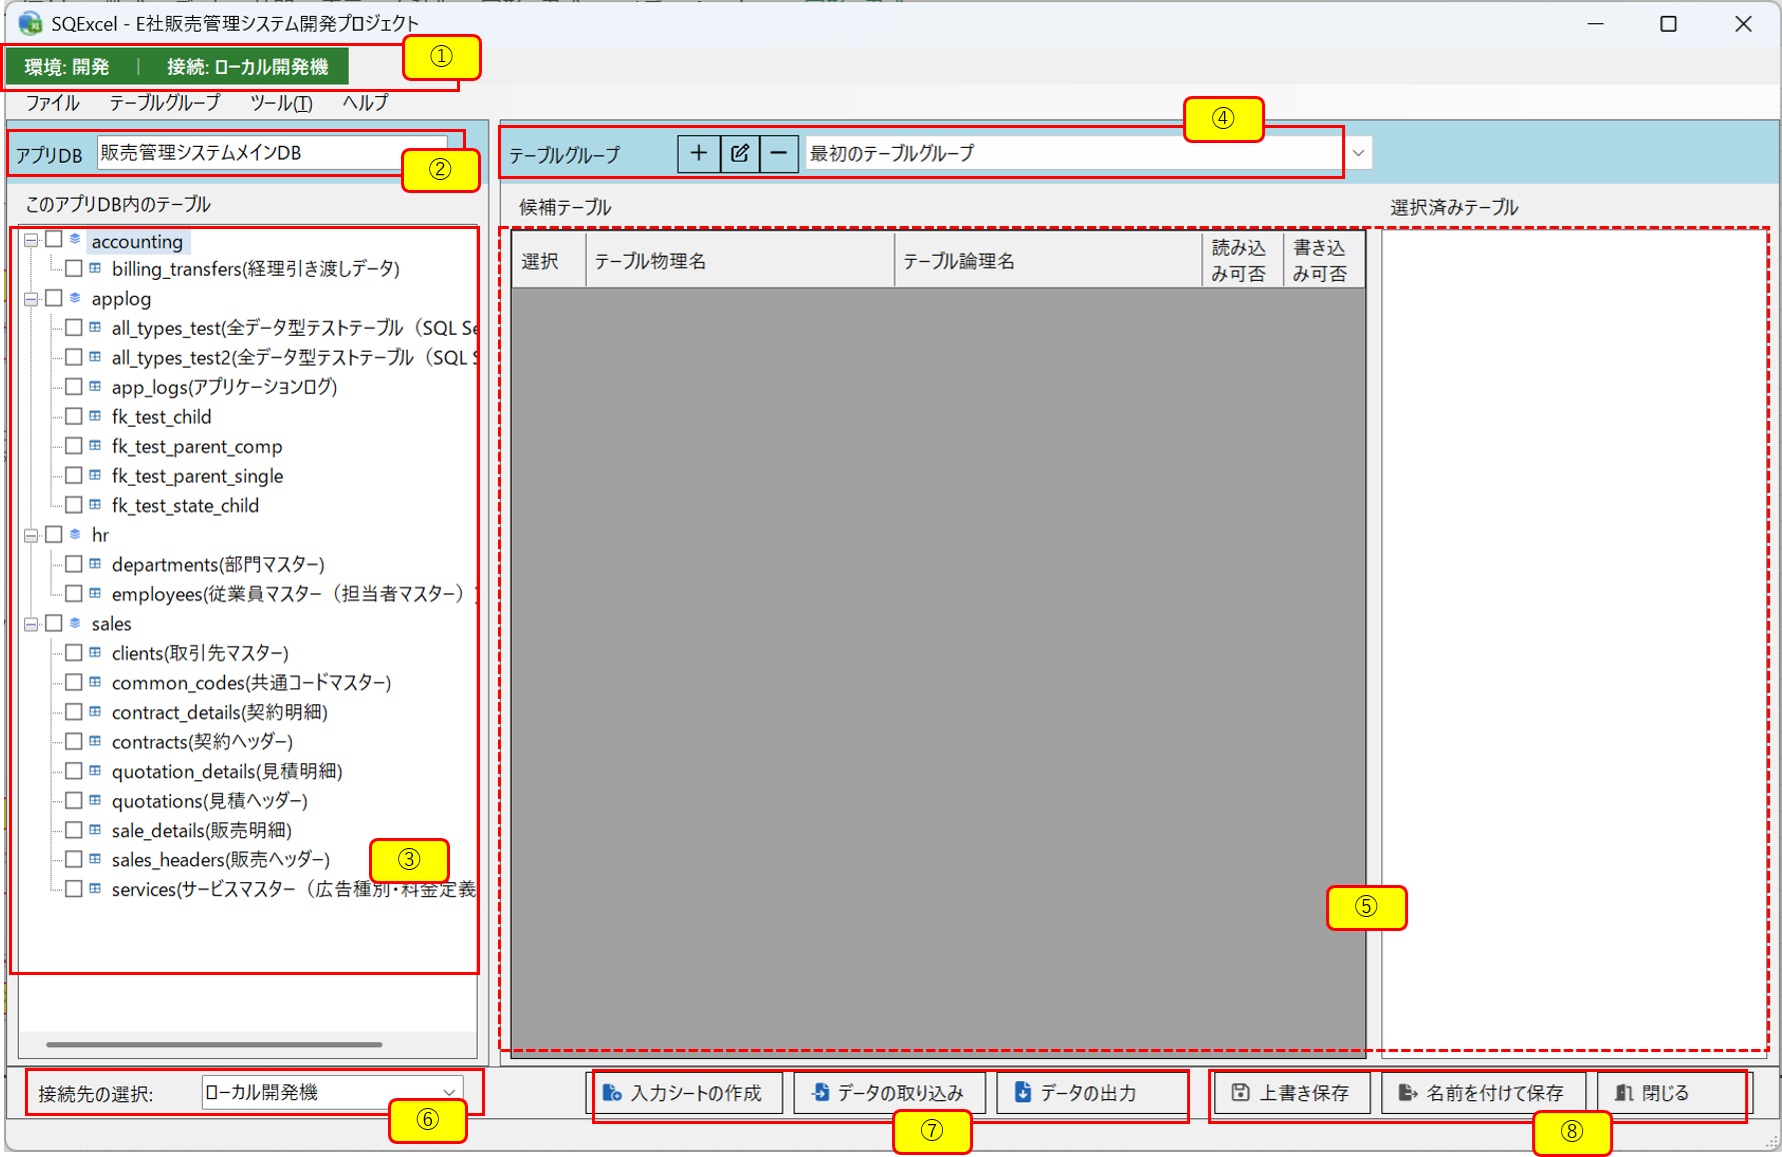 SQExcel - E社販売管理システム開発プロジェクト
環境: 開発 | 接続: ローカル開発機
①
ファイル テーブルグループ ツール(T) ヘルプ
アプリDB 販売管理システムメインDB
②
テーブルグループ + − 最初のテーブルグループ
④
このアプリDB内のテーブル
候補テーブル
選択済みテーブル
accounting
billing_transfers(経理引き渡しデータ)
applog
all_types_test(全データ型テストテーブル（SQL Se
all_types_test2(全データ型テストテーブル（SQL S
app_logs(アプリケーションログ)
fk_test_child
fk_test_parent_comp
fk_test_parent_single
fk_test_state_child
hr
departments(部門マスター)
employees(従業員マスター（担当者マスター）)
sales
clients(取引先マスター)
common_codes(共通コードマスター)
contract_details(契約明細)
contracts(契約ヘッダー)
quotation_details(見積明細)
quotations(見積ヘッダー)
sale_details(販売明細)
sales_headers(販売ヘッダー)
③
services(サービスマスター（広告種別・料金定義
選択 テーブル物理名 テーブル論理名 読み込み可否 書き込み可否
⑤
接続先の選択: ローカル開発機
⑥
入力シートの作成 データの取り込み データの出力
⑦
上書き保存 名前を付けて保存 閉じる
⑧